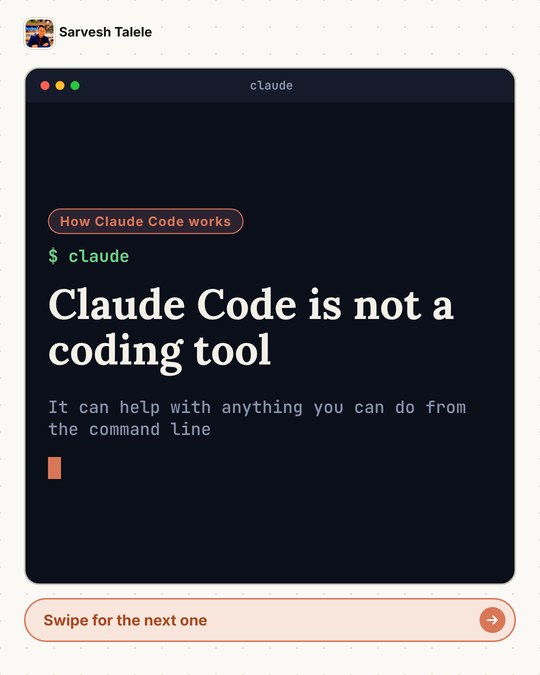 Sarvesh Talele
claude
How Claude Code works
$ claude
Claude Code is not a
coding tool
It can help with anything you can do from
the command line
Swipe for the next one